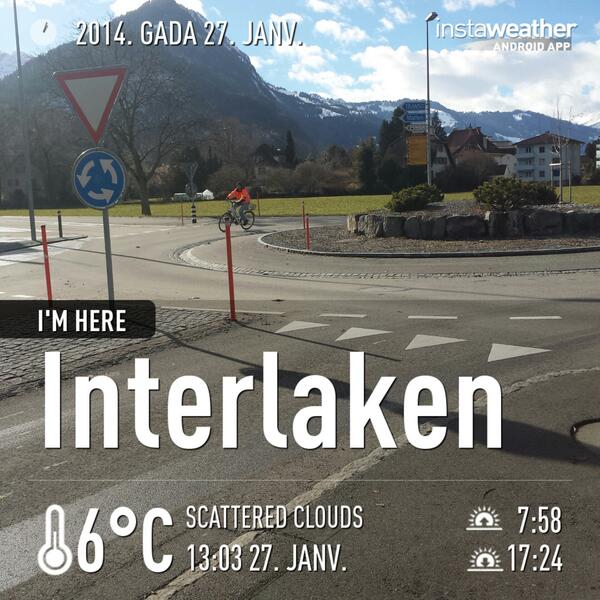 2014. GADA 27. JANV.
instaweather
ANDROID APP
I'M HERE
Interlaken
6°C
SCATTERED CLOUDS
13:03 27. JANV.
7:58
17:24